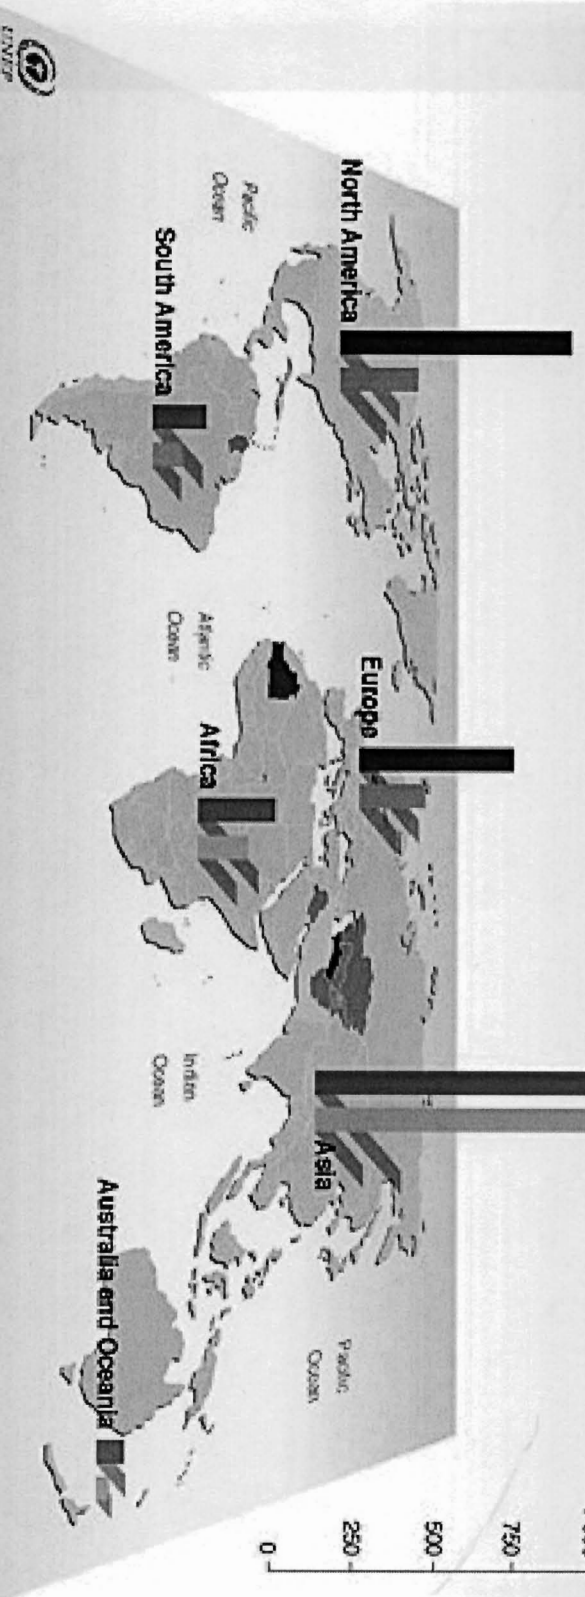 North America
Pacific
Ocean
South America
Europe
Atlantic
Ocean
Africa
Asia
Indian
Ocean
Pacific
Ocean
Australia and Oceania
750
500
250
0
UNEP